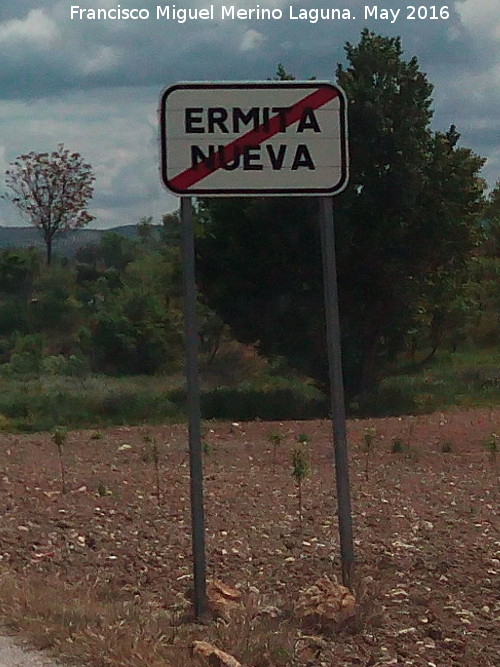 Francisco Miguel Merino Laguna. May 2016
ERMITA
NUEVA